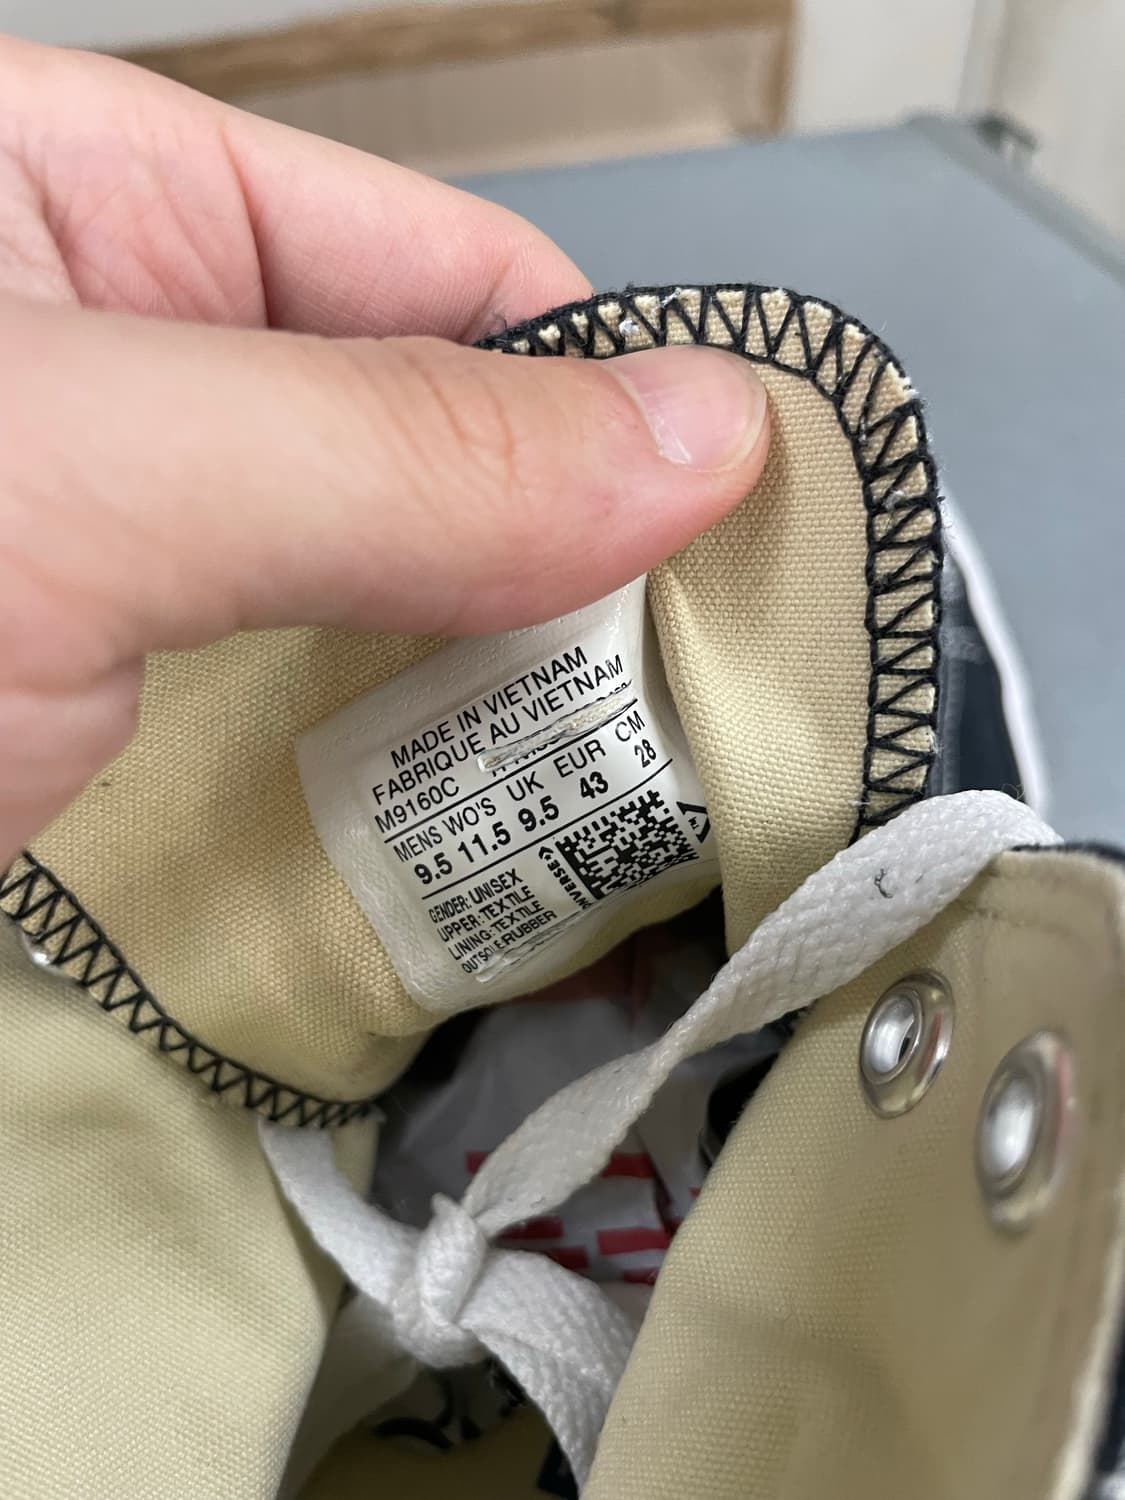 MADE IN VIETNAM
FABRIQUE AU VIETNAM
M9160C
MENS WO'S UK EUR CM
9.5 11.5 9.5 43 28
GENDER: UNISEX
UPPER: TEXTILE
LINING: TEXTILE
OUTSOLE:RUBBER